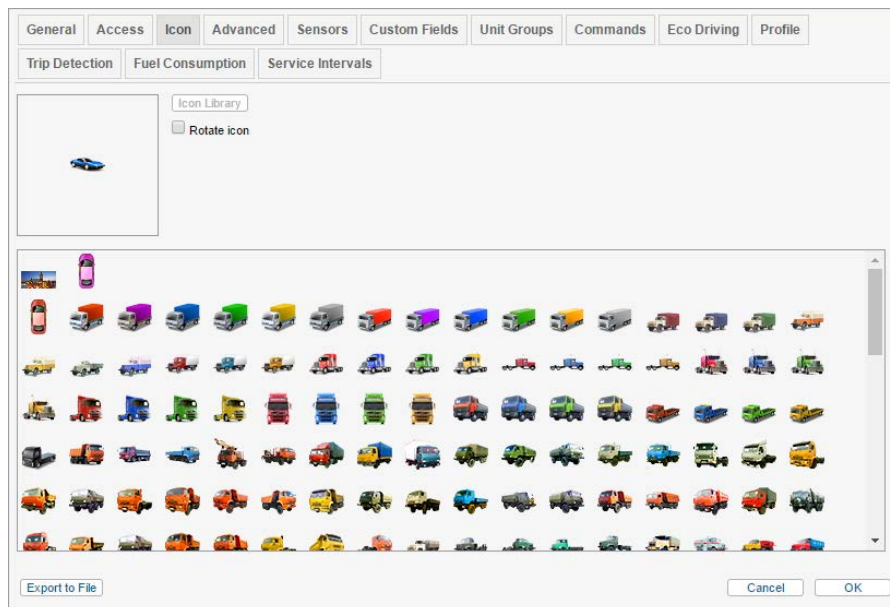 General Access Icon Advanced Sensors Custom Fields Unit Groups Commands Eco Driving Profile
Trip Detection Fuel Consumption Service Intervals
Icon Library
Rotate icon
Export to File Cancel OK